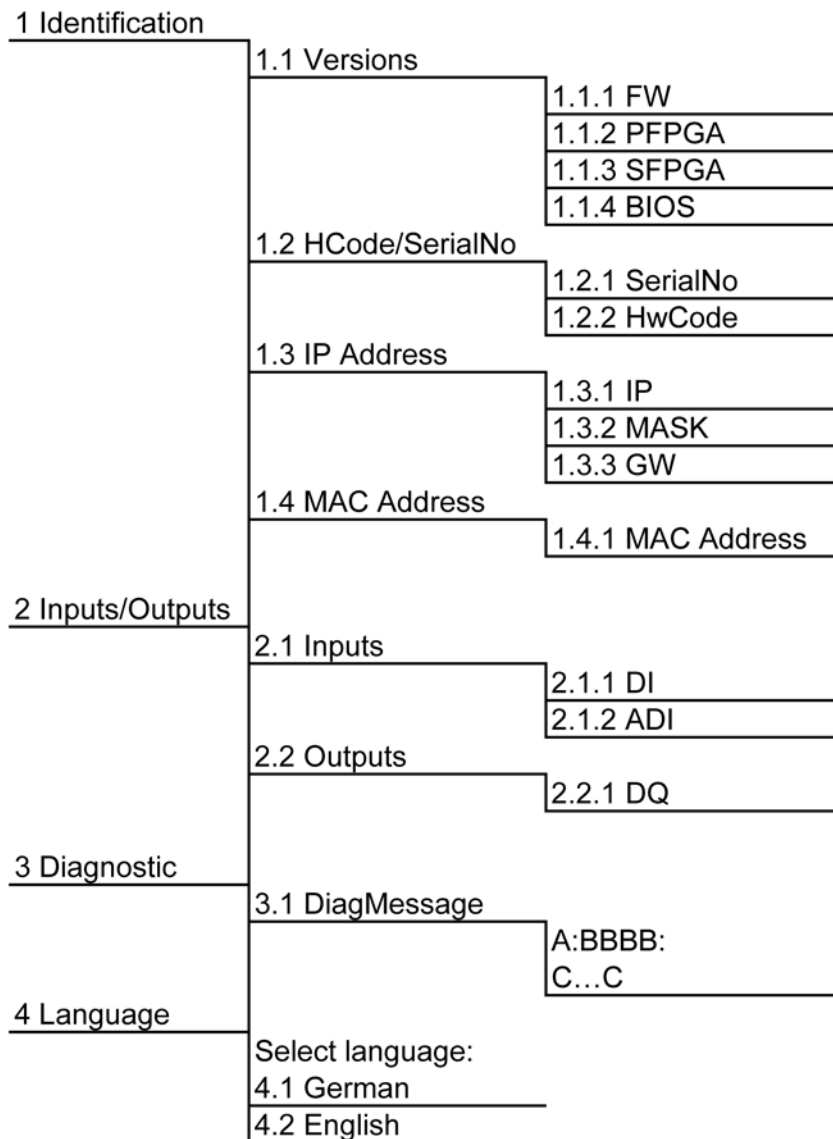 1 Identification
1.1 Versions
1.1.1 FW
1.1.2 PFPGA
1.1.3 SFPGA
1.1.4 BIOS
1.2 HCode/SerialNo
1.2.1 SerialNo
1.2.2 HwCode
1.3 IP Address
1.3.1 IP
1.3.2 MASK
1.3.3 GW
1.4 MAC Address
1.4.1 MAC Address
2 Inputs/Outputs
2.1 Inputs
2.1.1 DI
2.1.2 ADI
2.2 Outputs
2.2.1 DQ
3 Diagnostic
3.1 DiagMessage
A:BBBB:
C...C
4 Language
Select language:
4.1 German
4.2 English